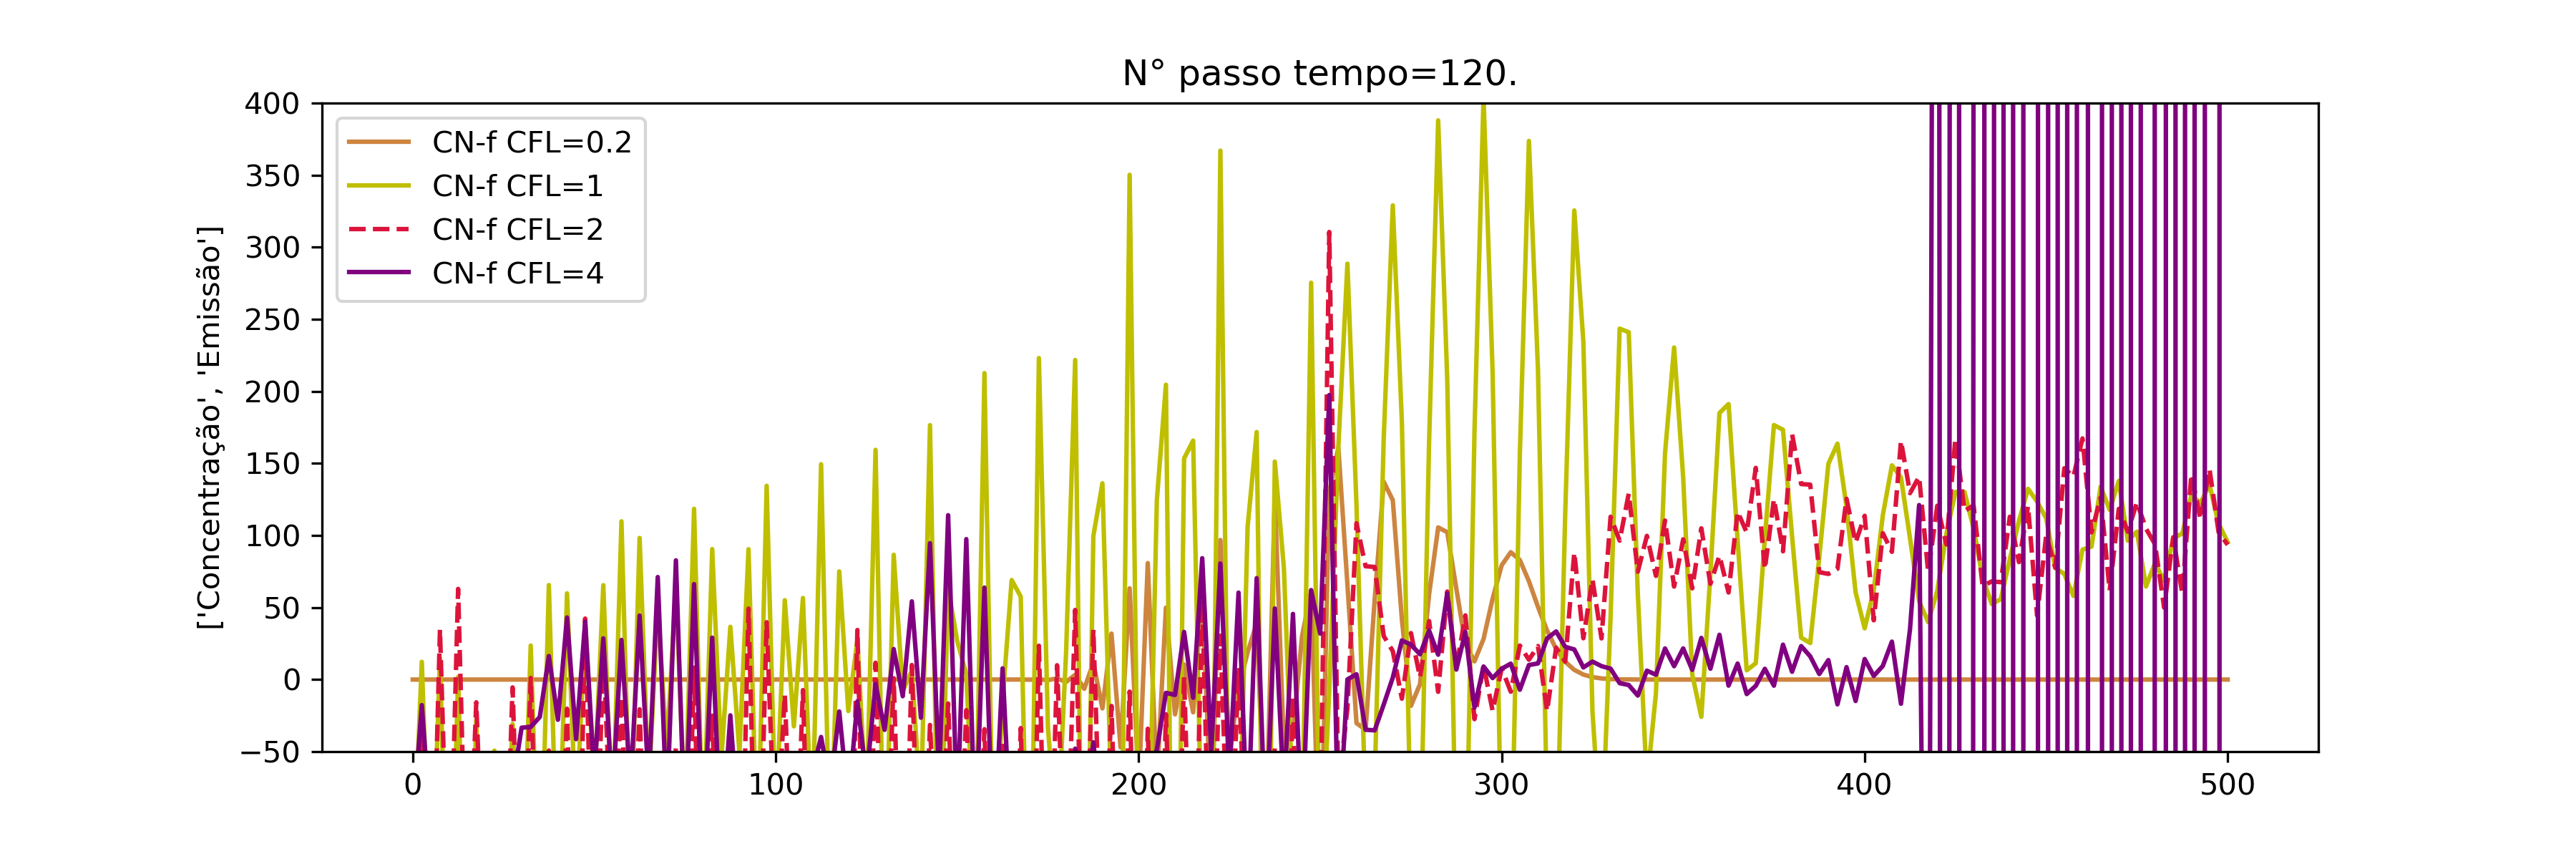 N° passo tempo=120.
['Concentração', 'Emissão']
400
350
300
250
200
150
100
50
0
−50
CN-f CFL=0.2
CN-f CFL=1
CN-f CFL=2
CN-f CFL=4
0 100 200 300 400 500